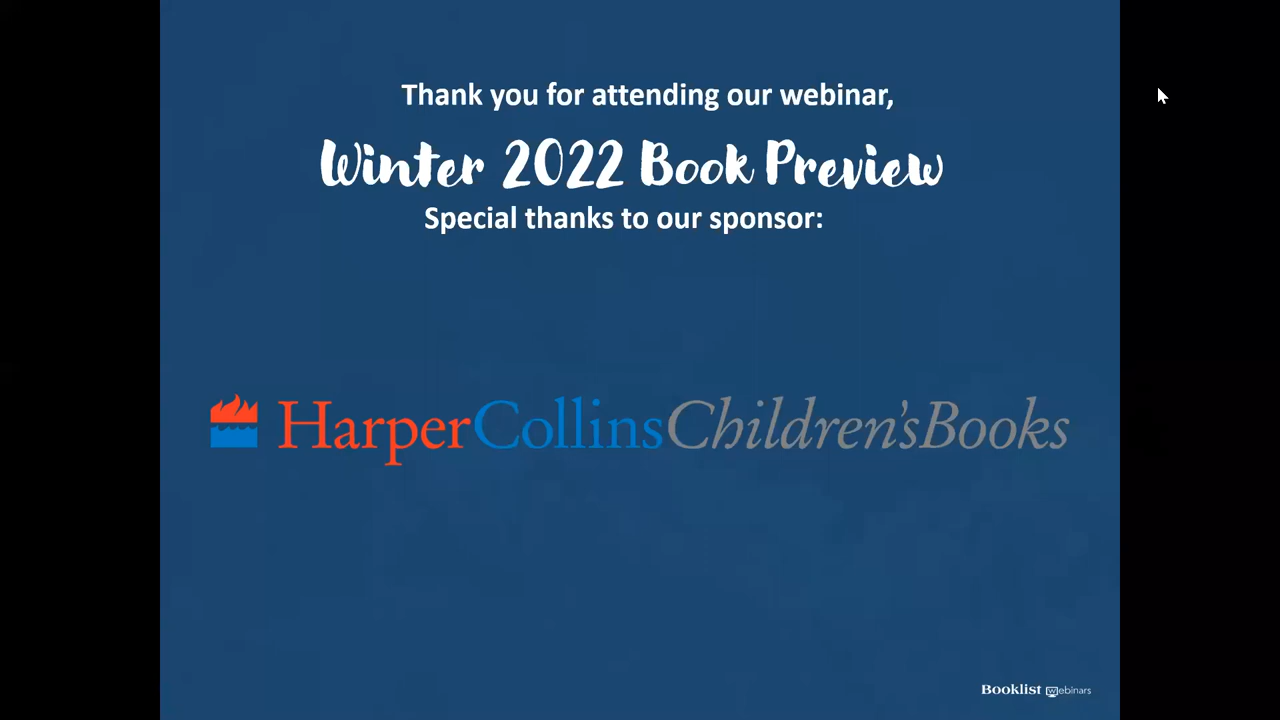 Thank you for attending our webinar,
Winter 2022 Book Preview
Special thanks to our sponsor:
HarperCollinsChildren'sBooks
Booklist Webinars